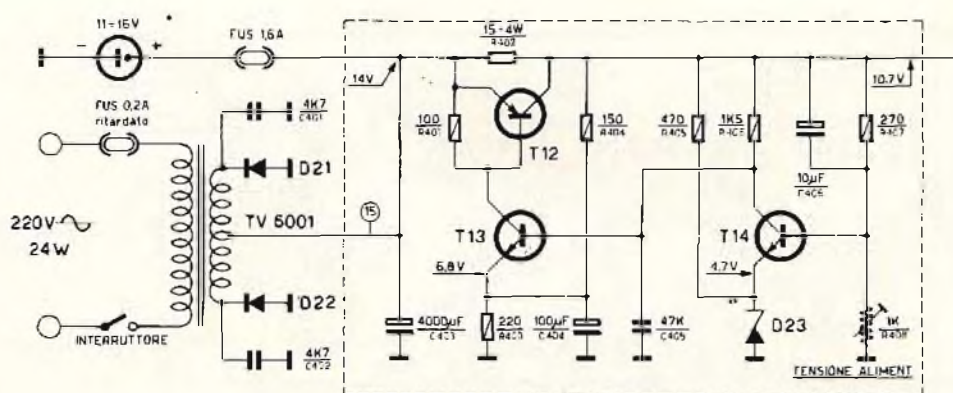 11÷16V
- +
FUS 1,6A
15-4W
R402
14V
10.7V
FUS 0,2A
ritardato
4K7
C401
100
R401
T12
150
R404
470
R405
1K5
R406
10µF
C406
270
R407
D21
220V
24W
TV 6001
15
T13
T14
6.8V
4.7V
D22
INTERRUTTORE
4000µF
C403
220
R403
100µF
C404
47K
C405
D23
1K
R408
4K7
C402
TENSIONE ALIMENT